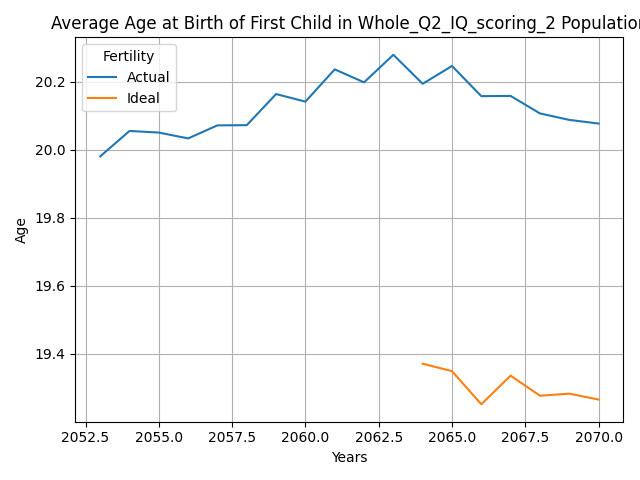 Average Age at Birth of First Child in Whole_Q2_IQ_scoring_2 Population
Fertility
Actual
Ideal
20.2
20.0
19.8
19.6
19.4
Age
2052.5 2055.0 2057.5 2060.0 2062.5 2065.0 2067.5 2070.0
Years